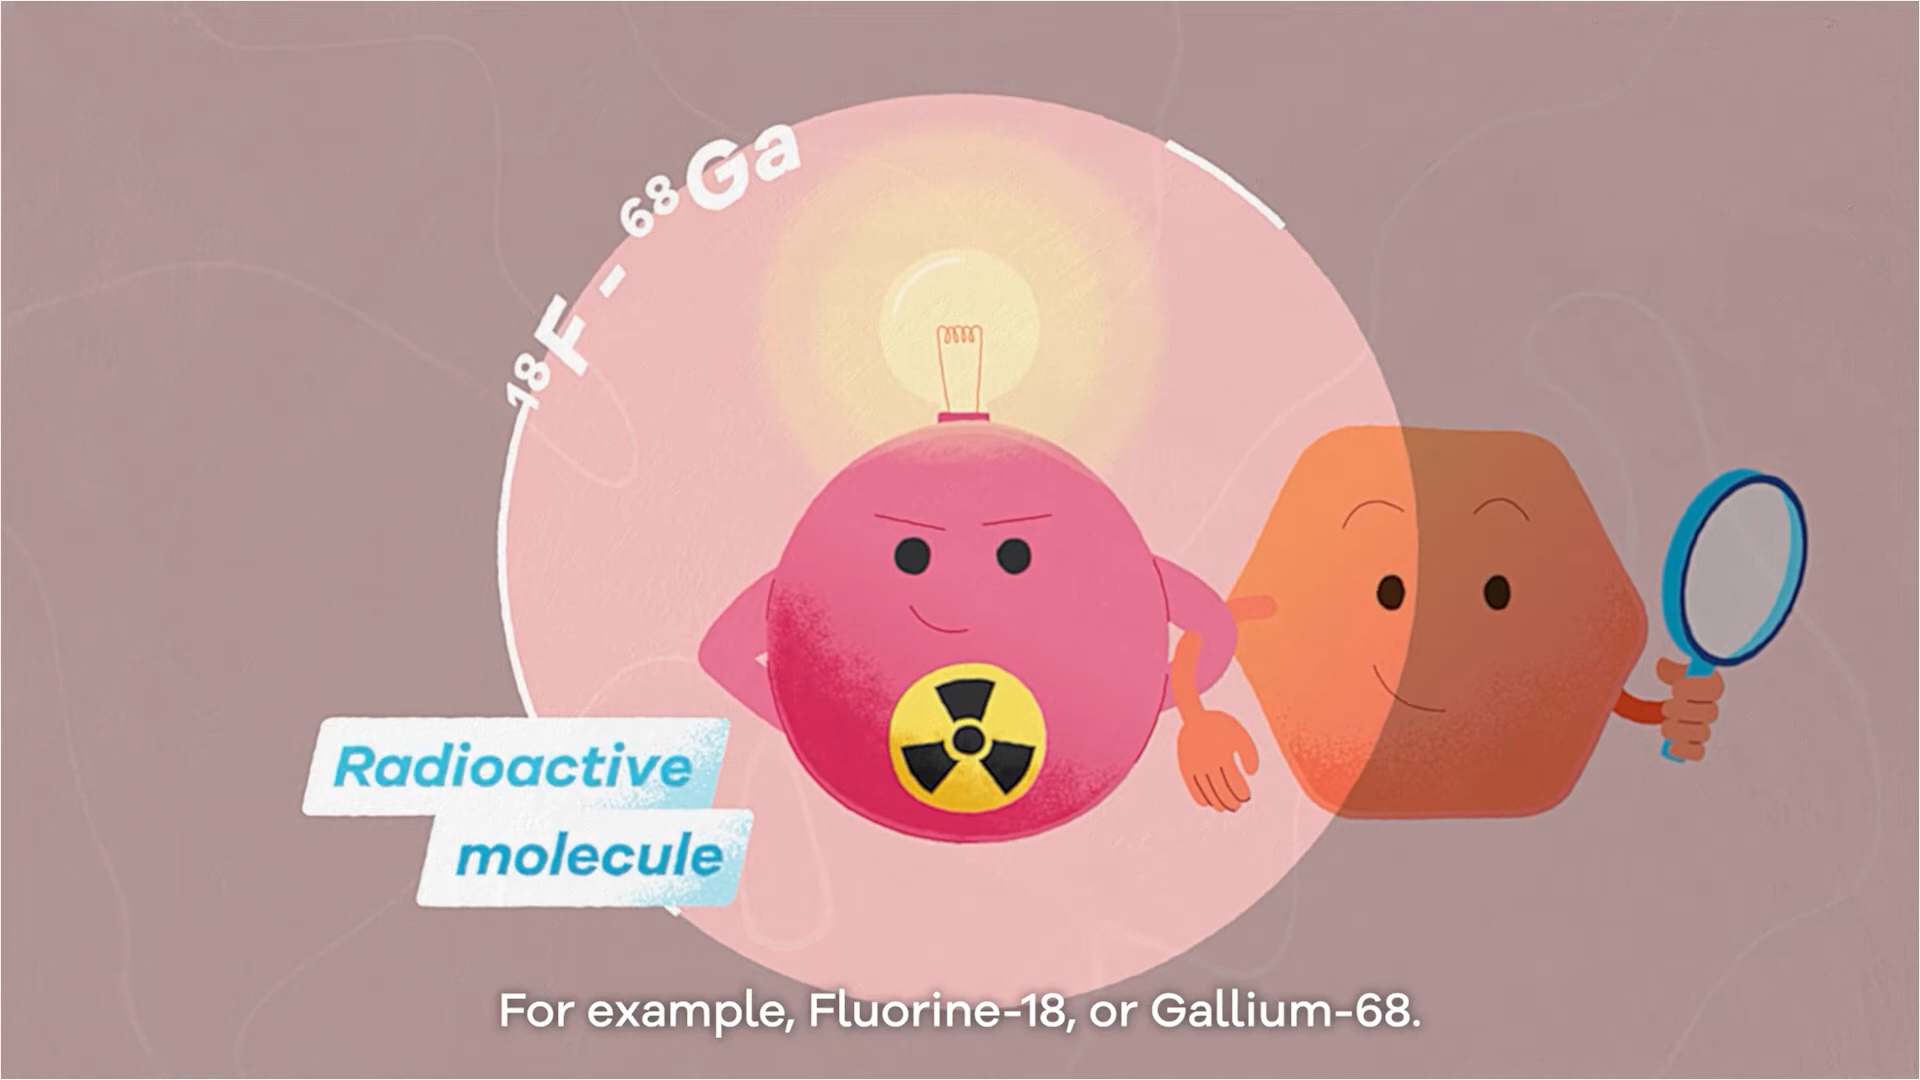 ¹⁸F - ⁶⁸Ga
Radioactive
molecule
For example, Fluorine-18, or Gallium-68.